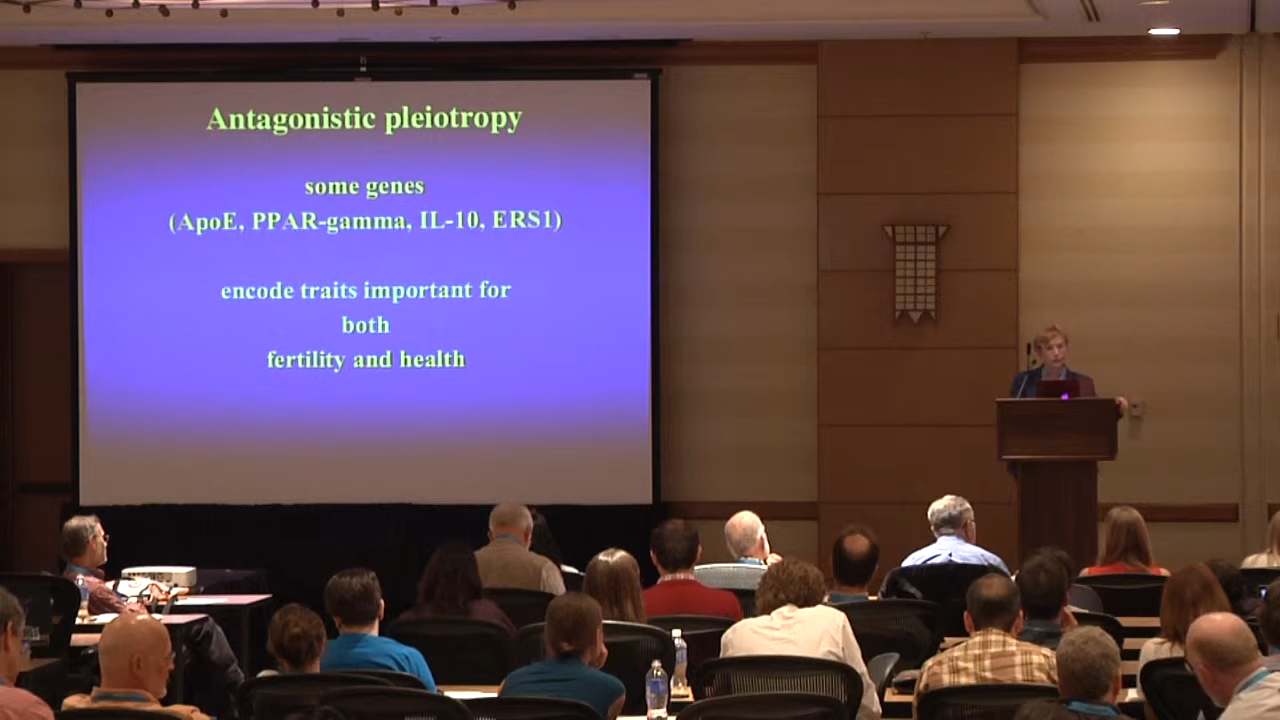 Antagonistic pleiotropy
some genes
(ApoE, PPAR-gamma, IL-10, ERS1)
encode traits important for
both
fertility and health